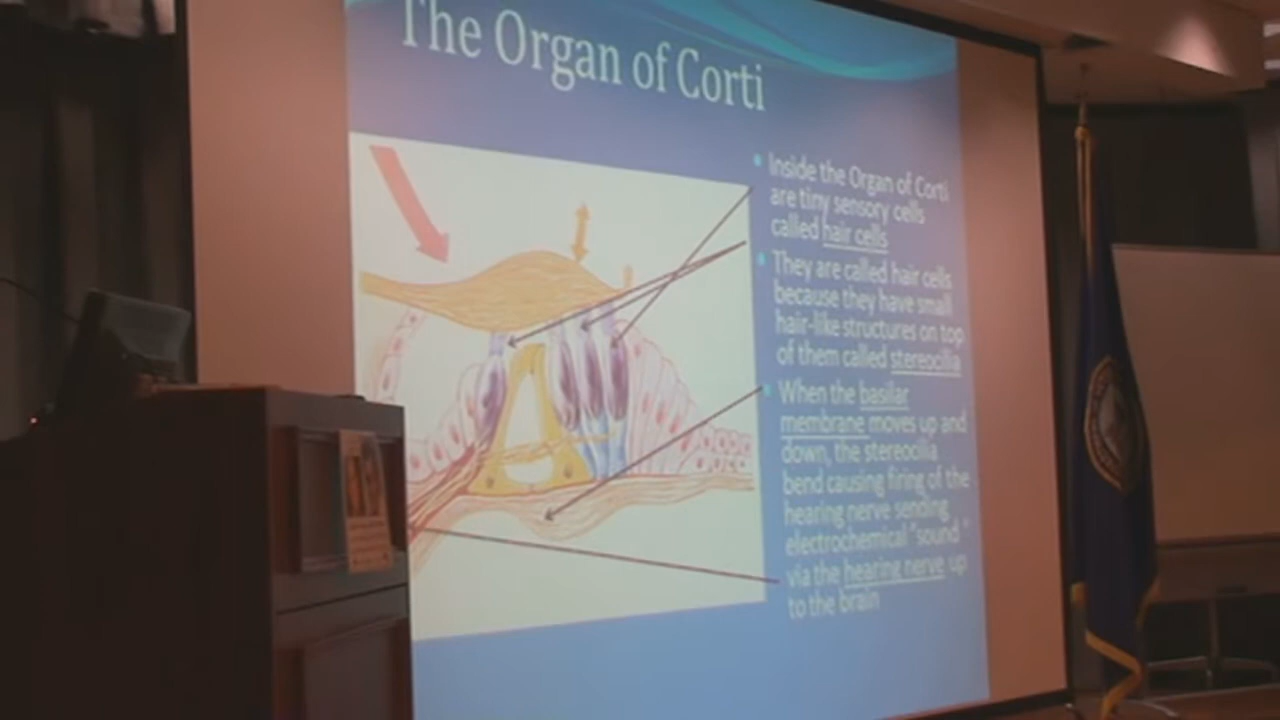 The Organ of Corti
Inside the Organ of Corti
are tiny sensory cells
called hair cells
They are called hair cells
because they have small
hair-like structures on top
of them called stereocilia
When the basilar
membrane moves up and
down, the stereocilia
bend causing firing of the
hearing nerve sending
electrochemical "sound "
via the hearing nerve up
to the brain